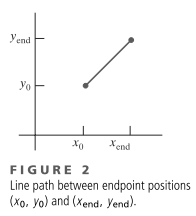 y_end
y_0
x_0 x_end
FIGURE 2
Line path between endpoint positions
(x_0, y_0) and (x_end, y_end).